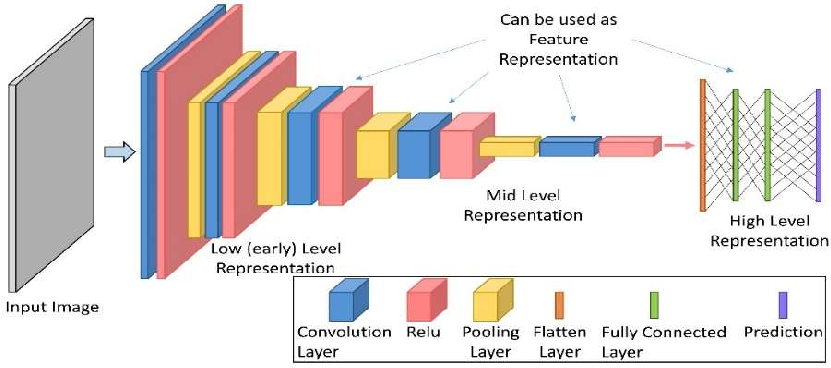 Can be used as
Feature
Representation
Mid Level
Representation
High Level
Representation
Low (early) Level
Representation
Input Image
Convolution
Layer
Relu
Pooling
Layer
Flatten
Layer
Fully Connected
Layer
Prediction